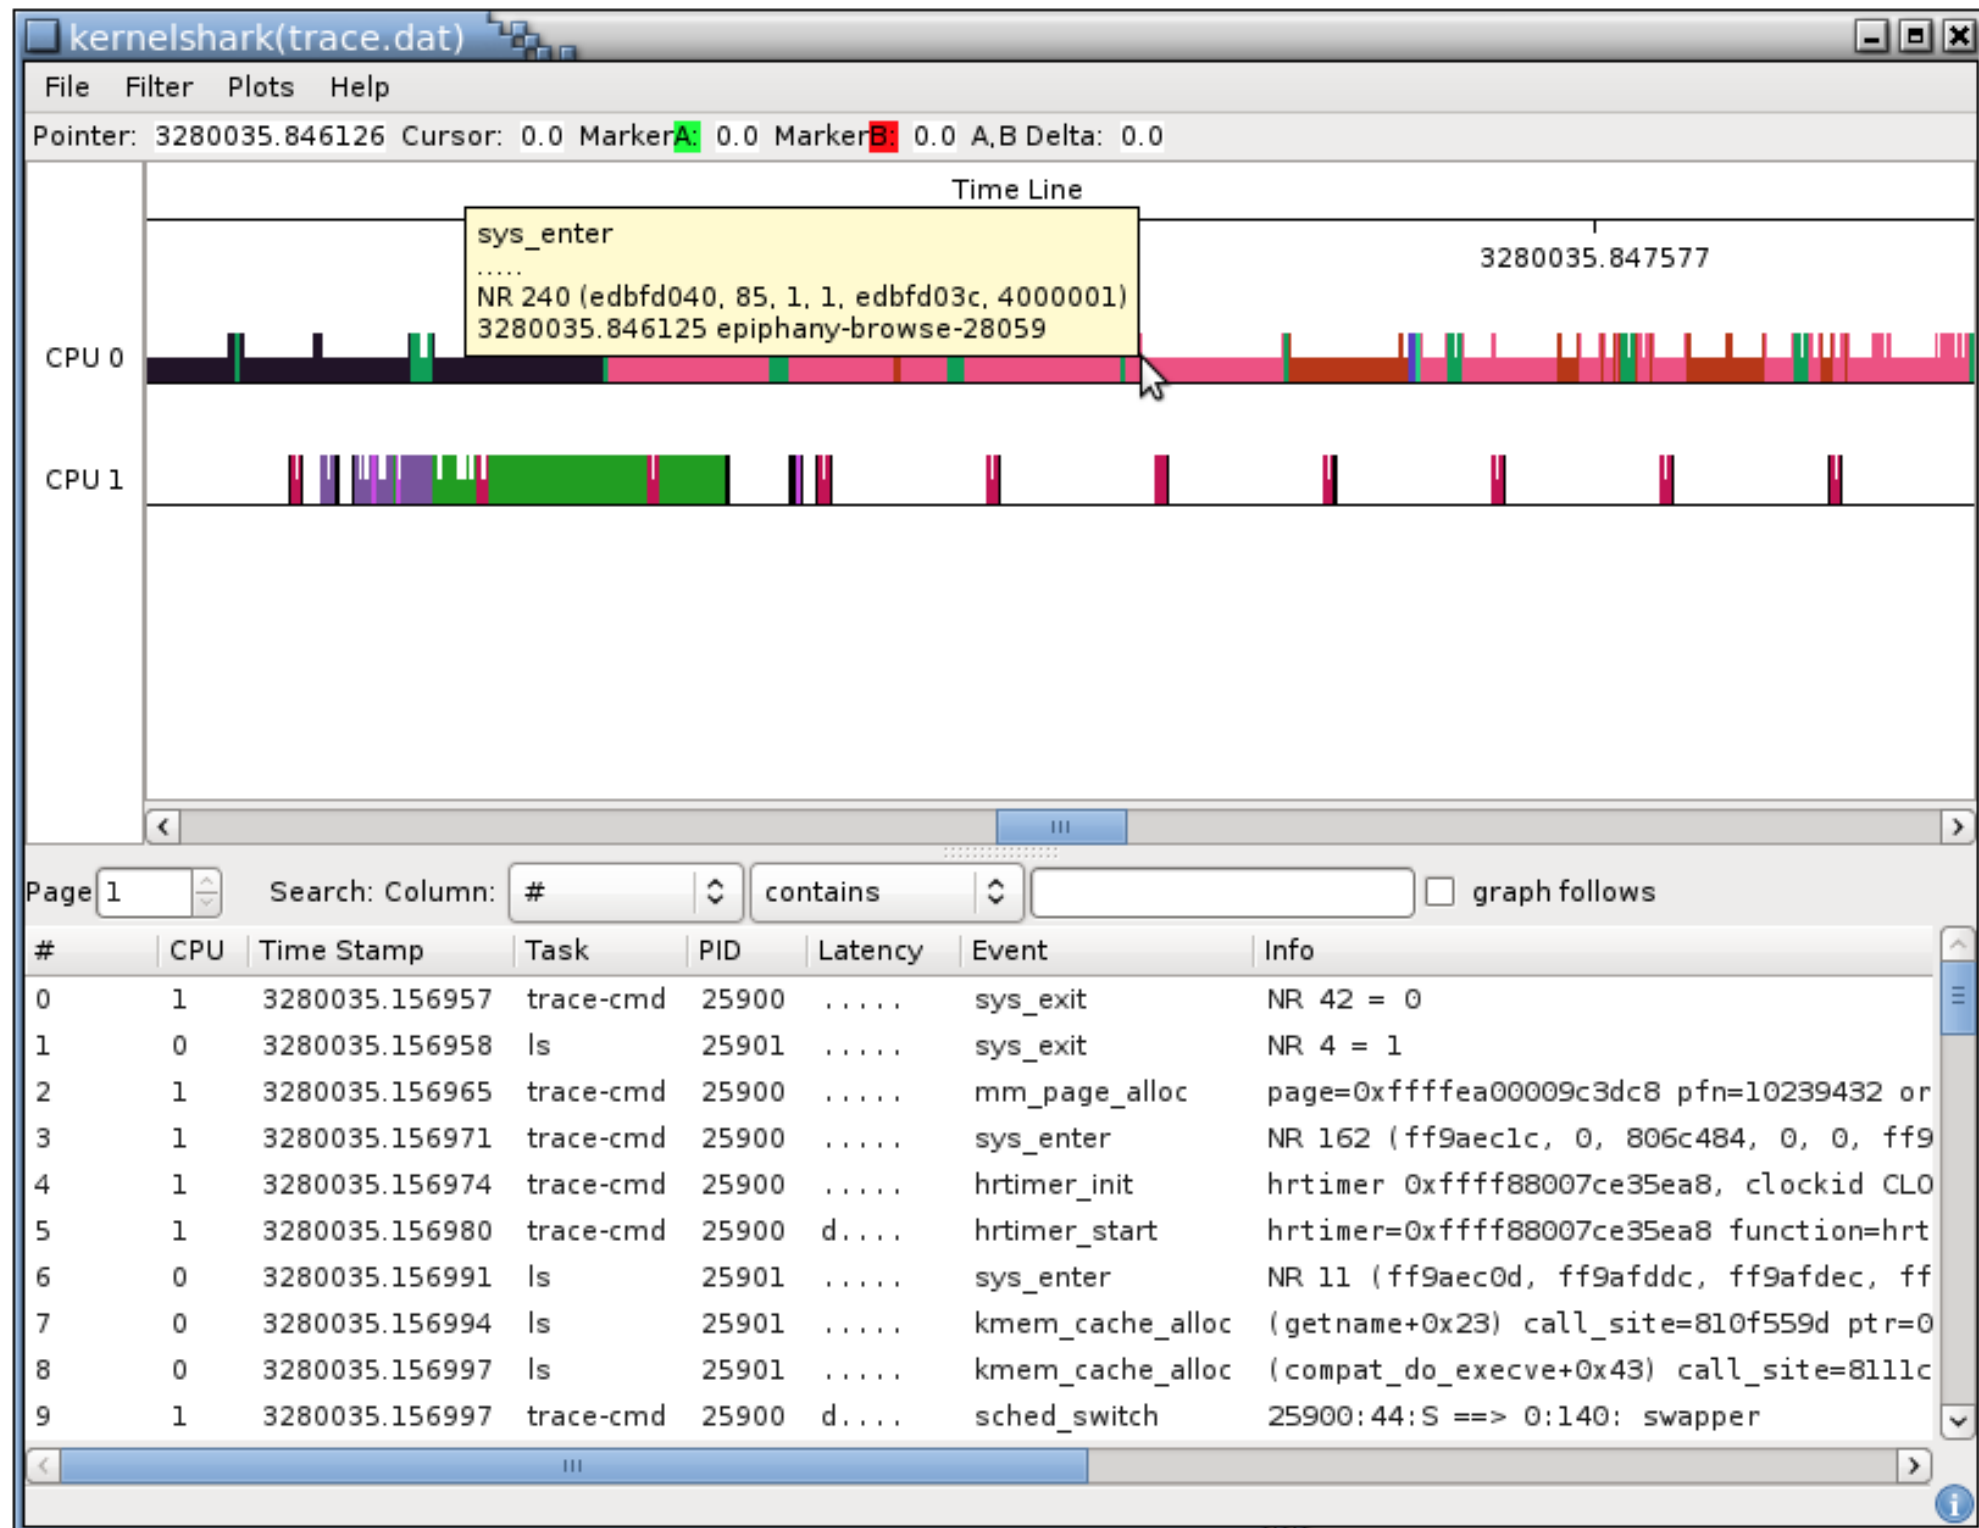 kernelshark(trace.dat)
File Filter Plots Help
Pointer: 3280035.846126 Cursor: 0.0 MarkerA: 0.0 MarkerB: 0.0 A,B Delta: 0.0
Time Line
3280035.847577
sys_enter
.....
NR 240 (edbfd040, 85, 1, 1, edbfd03c, 4000001)
3280035.846125 epiphany-browse-28059
CPU 0
CPU 1
Page 1 Search: Column: # contains graph follows
# CPU Time Stamp Task PID Latency Event Info
0 1 3280035.156957 trace-cmd 25900 ..... sys_exit NR 42 = 0
1 0 3280035.156958 ls 25901 ..... sys_exit NR 4 = 1
2 1 3280035.156965 trace-cmd 25900 ..... mm_page_alloc page=0xffffea00009c3dc8 pfn=10239432 or
3 1 3280035.156971 trace-cmd 25900 ..... sys_enter NR 162 (ff9aec1c, 0, 806c484, 0, 0, ff9
4 1 3280035.156974 trace-cmd 25900 ..... hrtimer_init hrtimer 0xffff88007ce35ea8, clockid CLO
5 1 3280035.156980 trace-cmd 25900 d.... hrtimer_start hrtimer=0xffff88007ce35ea8 function=hrt
6 0 3280035.156991 ls 25901 ..... sys_enter NR 11 (ff9aec0d, ff9afddc, ff9afdec, ff
7 0 3280035.156994 ls 25901 ..... kmem_cache_alloc (getname+0x23) call_site=810f559d ptr=0
8 0 3280035.156997 ls 25901 ..... kmem_cache_alloc (compat_do_execve+0x43) call_site=8111c
9 1 3280035.156997 trace-cmd 25900 d.... sched_switch 25900:44:S ==> 0:140: swapper